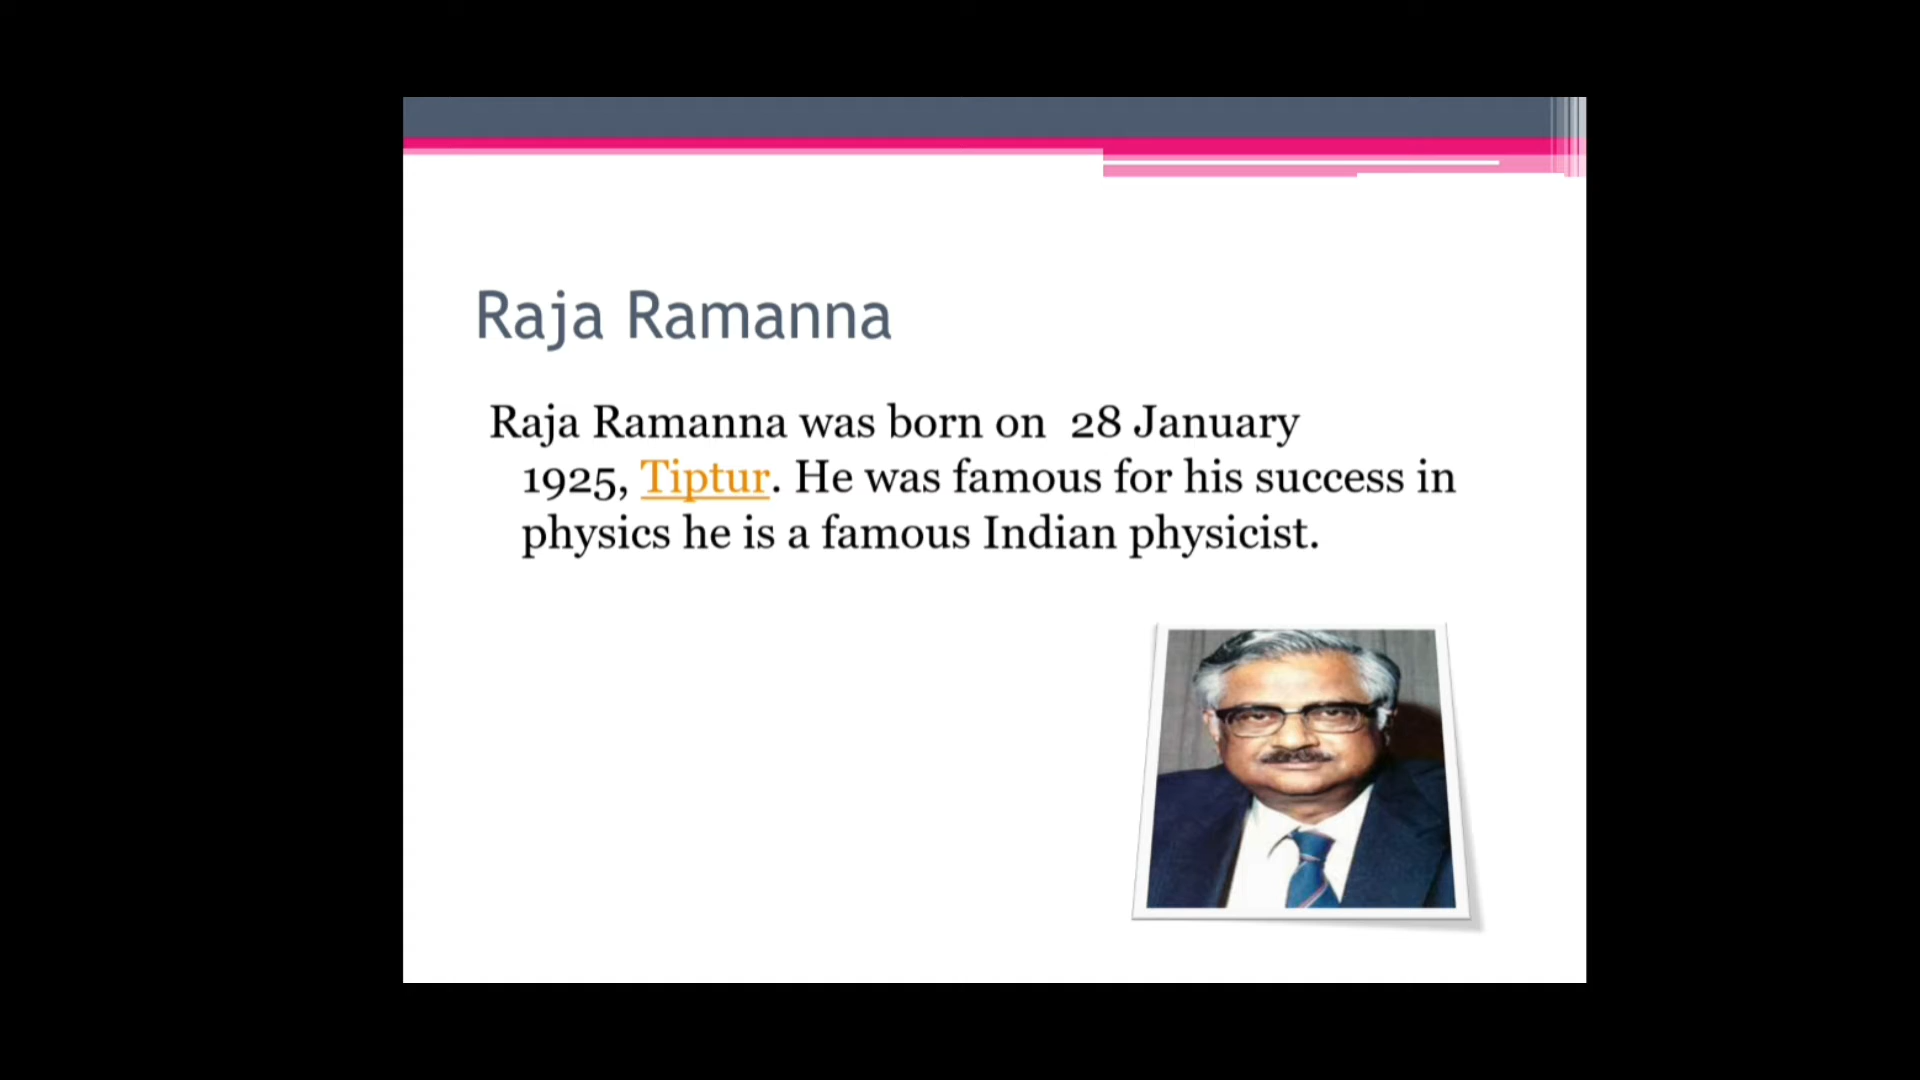 Raja Ramanna
Raja Ramanna was born on 28 January
1925, Tiptur. He was famous for his success in
physics he is a famous Indian physicist.